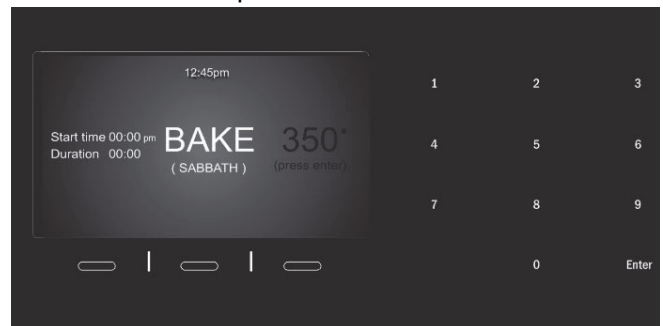 12:45pm
Start time 00:00 pm
Duration 00:00
BAKE
( SABBATH )
350°
(press enter)
1 2 3
4 5 6
7 8 9
0 Enter